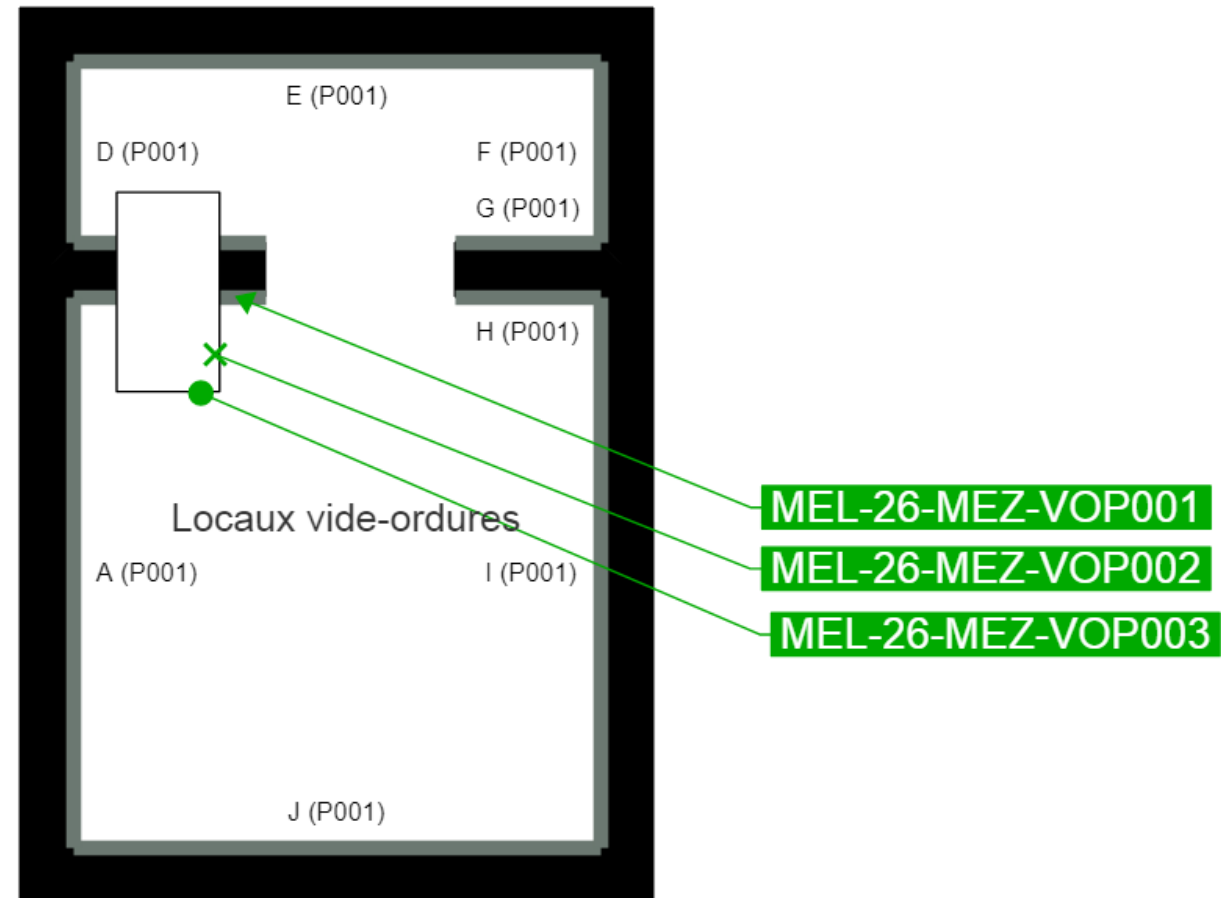 E (P001)
D (P001)
F (P001)
G (P001)
H (P001)
MEL-26-MEZ-VOP001
Locaux vide-ordures
MEL-26-MEZ-VOP002
A (P001)
I (P001)
MEL-26-MEZ-VOP003
J (P001)